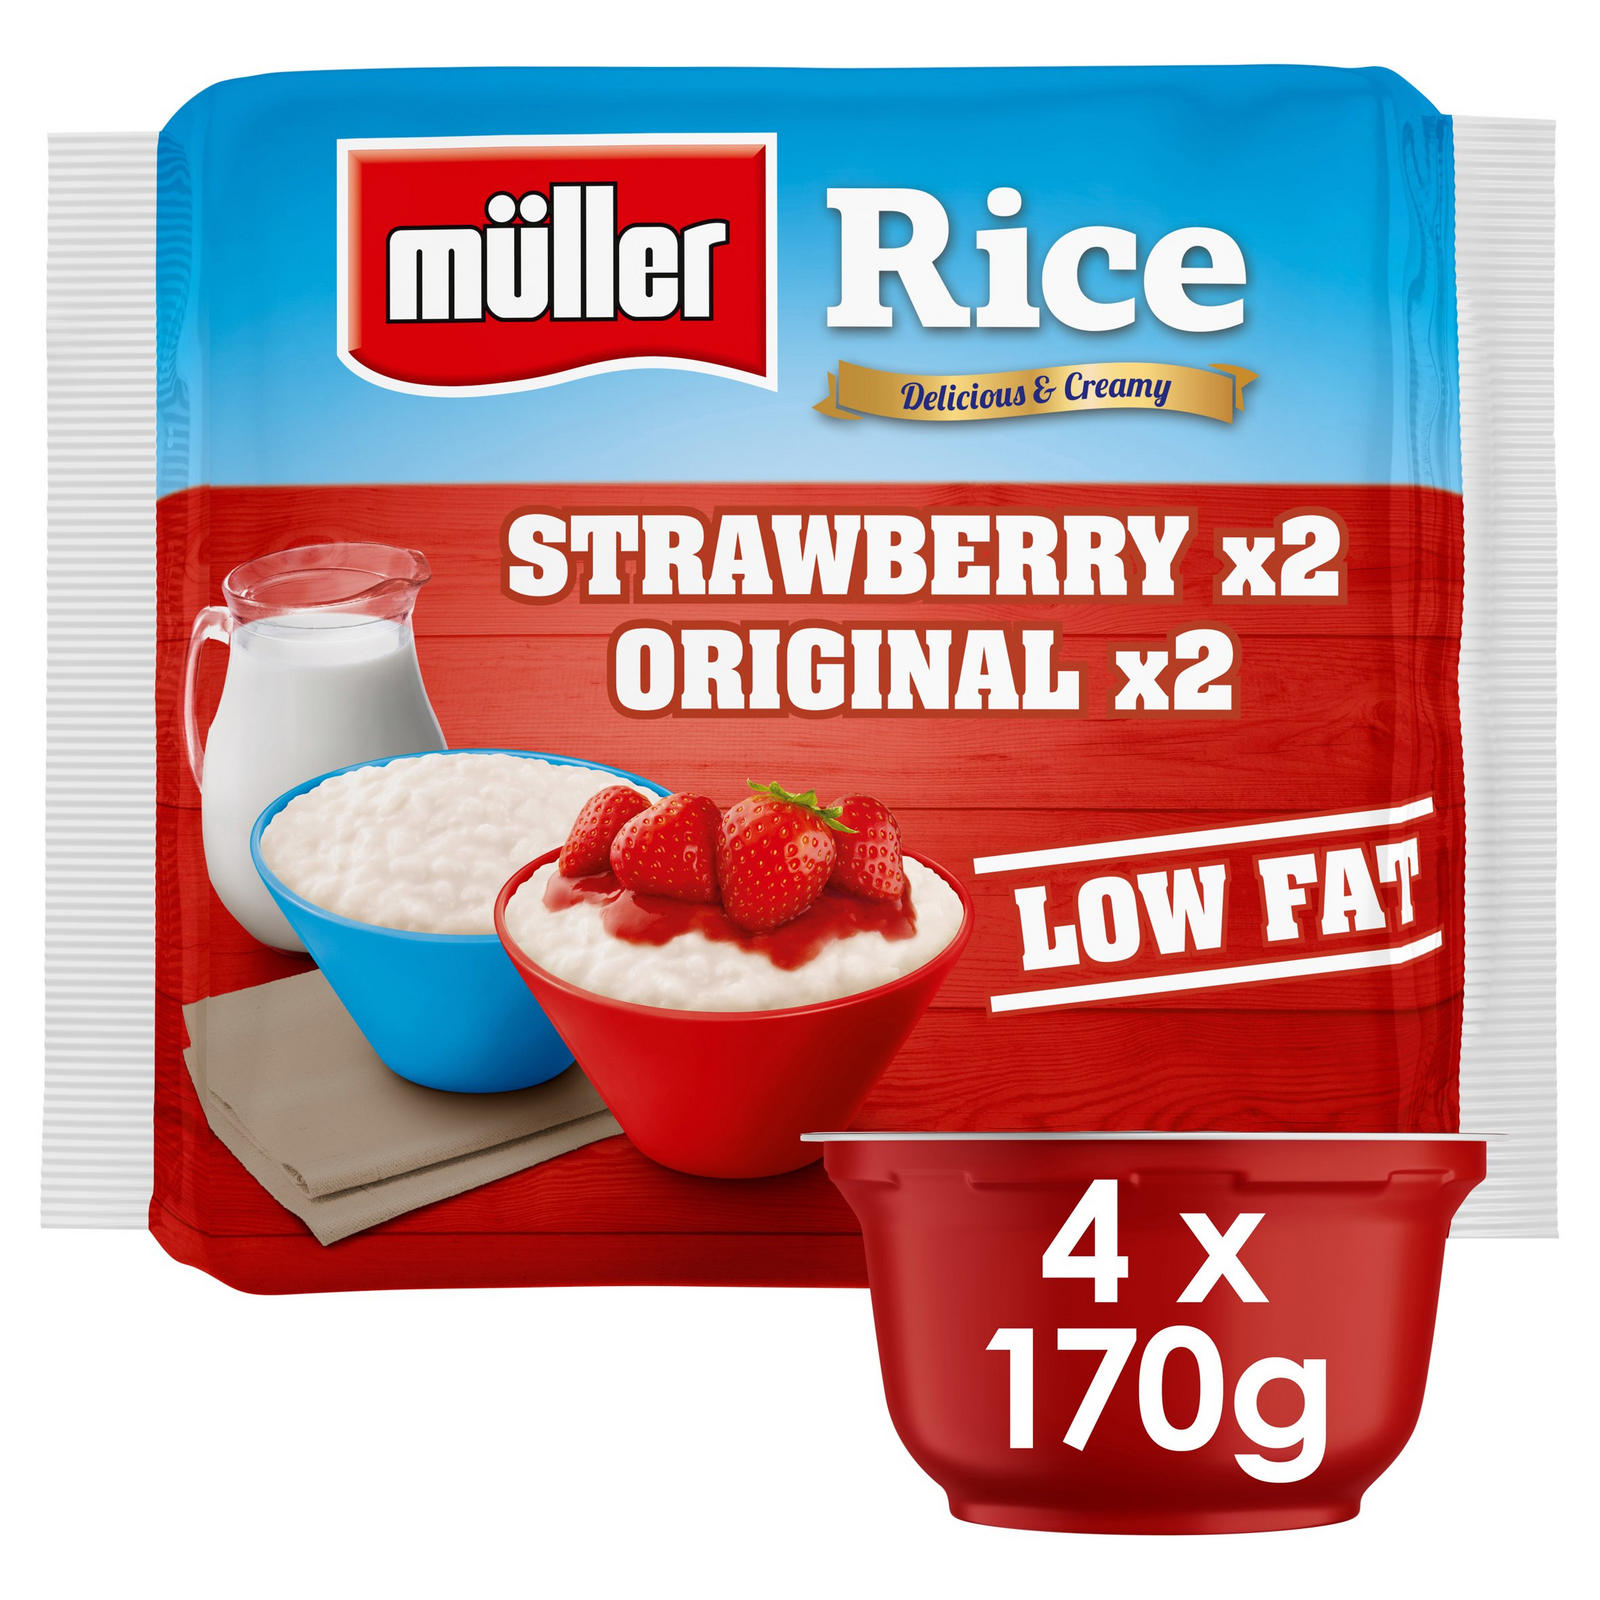 müller
Rice
Delicious & Creamy
STRAWBERRY x2
ORIGINAL x2
LOW FAT
4 x
170g